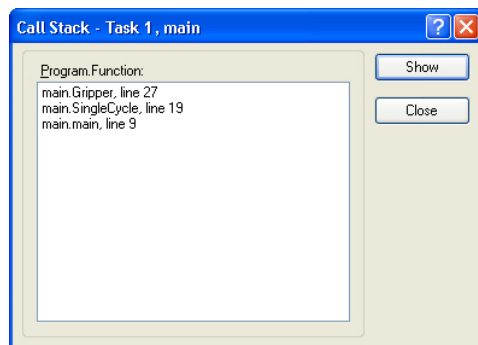 Call Stack - Task 1, main
Program.Function:
main.Gripper, line 27
main.SingleCycle, line 19
main.main, line 9
Show
Close